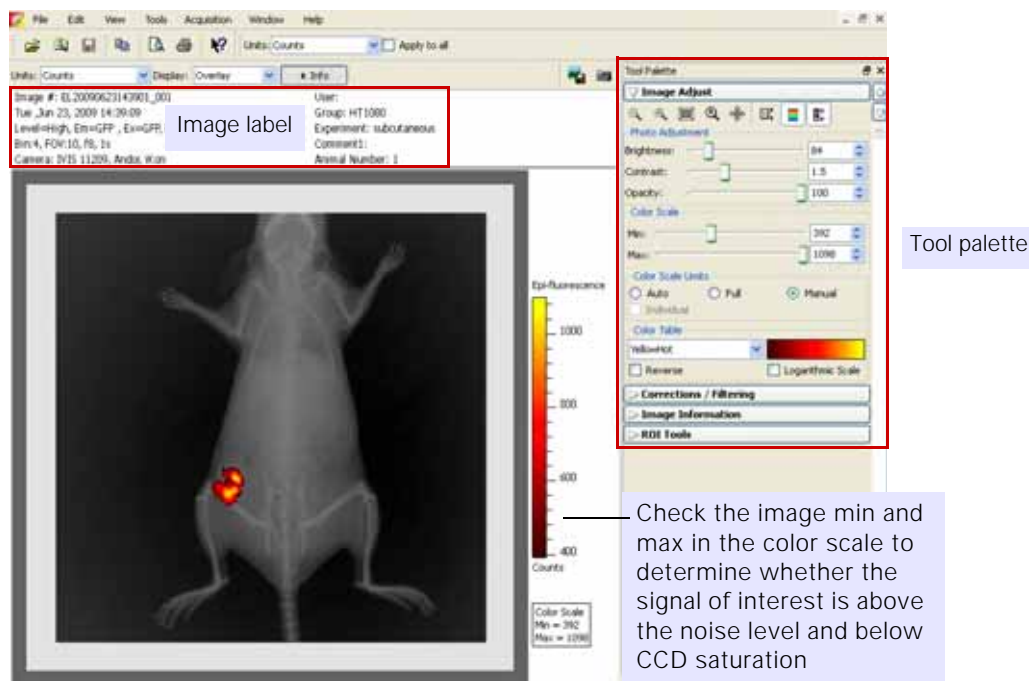 File Edit View Tools Acquisition Window Help
Units: Counts Apply to all
Units: Counts Display: Overlay Info
Image #: EL20090623143901_001
Tue ,Jun 23, 2009 14:39:09
Level=High, Em=GFP , Ex=GFP,
Bin:4, FOV:10, f8, 1s
Camera: IVIS 11209, Andor,
User:
Group: HT1080
Experiment: subcutaneous
Comment1:
Animal Number: 1
Image label
Tool Palette
Image Adjust
Photo Adjustment
Brightness: 84
Contrast: 1.5
Opacity: 100
Color Scale
Min: 392
Max: 1098
Color Scale Units
Auto Full Manual
Individual
Color Table
YellowHot
Reverse Logarithmic Scale
Corrections / Filtering
Image Information
ROI Tools
Tool palette
Epi-fluorescence
1000
800
600
400
Counts
Color Scale
Min = 392
Max = 1098
Check the image min and
max in the color scale to
determine whether the
signal of interest is above
the noise level and below
CCD saturation